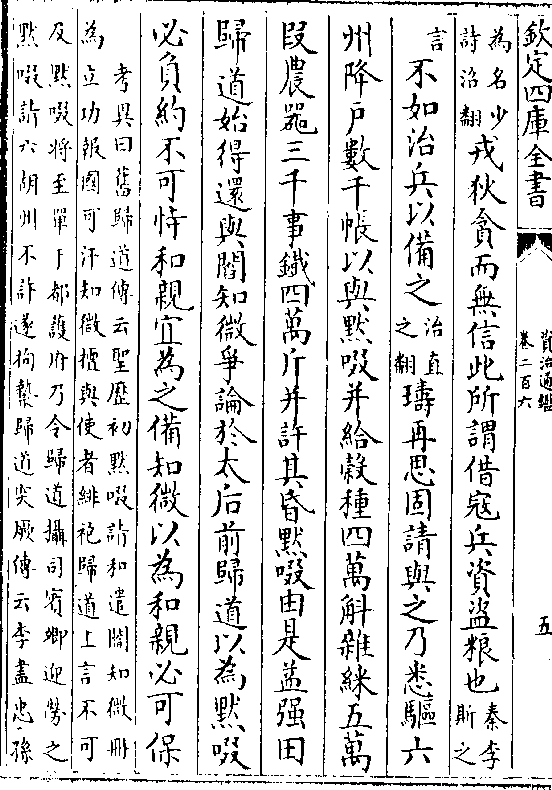 欽定四庫全書
資治通鑑
卷二百六
五
為名少
詩沼翻
戎狄貪而無信此所謂借寇兵資盜粮也
秦李
斯之
言
不如治兵以備之
治直
之翻
璹再思固請與之乃悉驅六
州降户數千帳以與默啜并給榖種四萬斛雜綵五萬
段農器三千事鐵四萬斤并許其昏默啜由是益强田
歸道始得還與閻知微爭論於太后前歸道以為默啜
必負約不可恃和親宜為之備知微以為和親必可保
考異曰舊歸道傳云聖歷初默啜請和遣閻知微冊
為立功報國可汗知微擅與使者緋袍歸道上言不可
及默啜將至單于都護府乃令歸道攝司賓卿迎勞之
默啜請六胡州不許遂拘縶歸道突厥傳云李盡忠孫